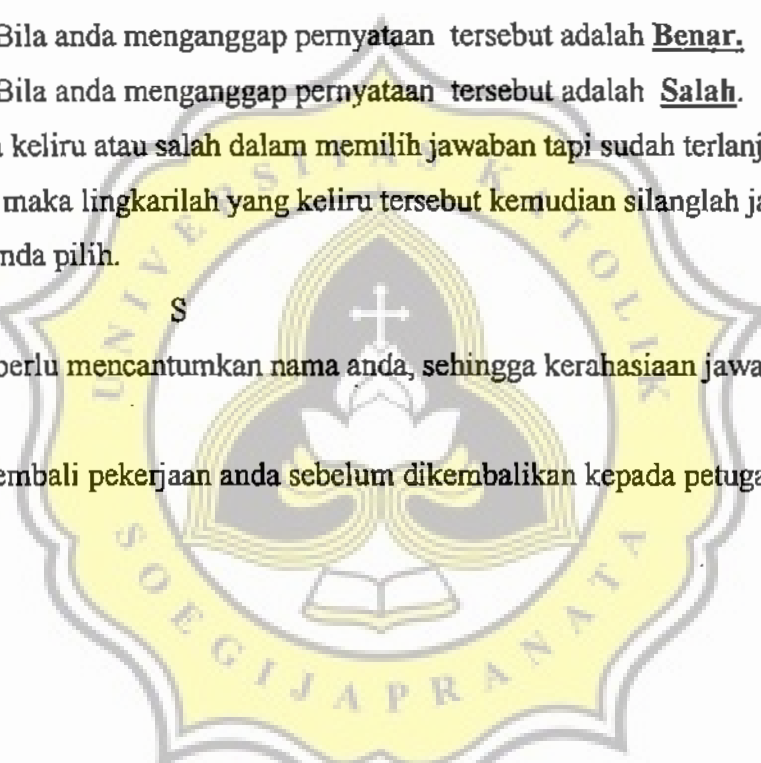 Bila anda menganggap pernyataan tersebut adalah Benar.
Bila anda menganggap pernyataan tersebut adalah Salah.
keliru atau salah dalam memilih jawaban tapi sudah terlanj
maka lingkarilah yang keliru tersebut kemudian silanglah ja
nda pilih.
S
perlu mencantumkan nama anda, sehingga kerahasiaan jawa
embali pekerjaan anda sebelum dikembalikan kepada petuga
UNIVERSITAS KATOLIK
SOEGIJAPRANATA